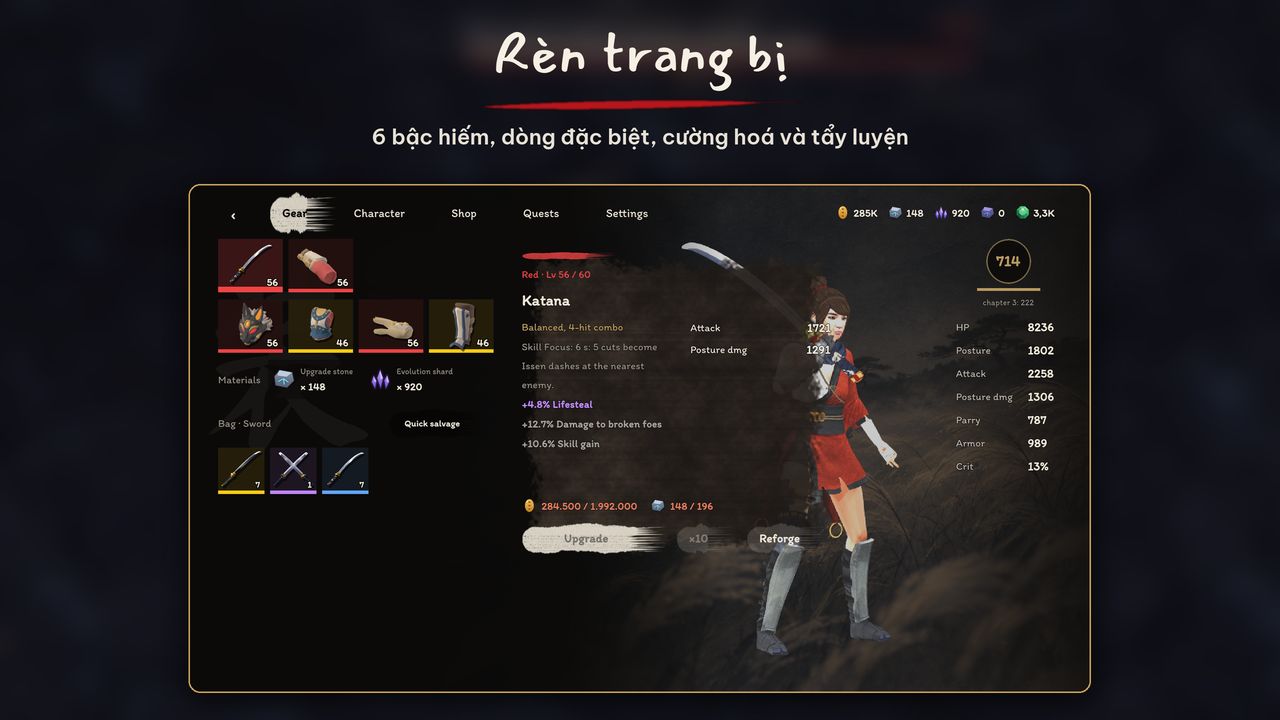 Rèn trang bị
6 bậc hiếm, dòng đặc biệt, cường hoá và tẩy luyện
‹ Gear Character Shop Quests Settings 285K 148 920 0 3,3K
56 56
56 46 56 46
Materials Upgrade stone × 148 Evolution shard × 920
Bag · Sword Quick salvage
7 1 7
Red · Lv 56 / 60
Katana
Balanced, 4-hit combo
Skill Focus: 6 s: 5 cuts become
Issen dashes at the nearest
enemy.
+4.8% Lifesteal
+12.7% Damage to broken foes
+10.6% Skill gain
Attack 1721
Posture dmg 1291
284.500 / 1.992.000 148 / 196
Upgrade ×10 Reforge
714
chapter 3: 222
HP 8236
Posture 1802
Attack 2258
Posture dmg 1306
Parry 787
Armor 989
Crit 13%